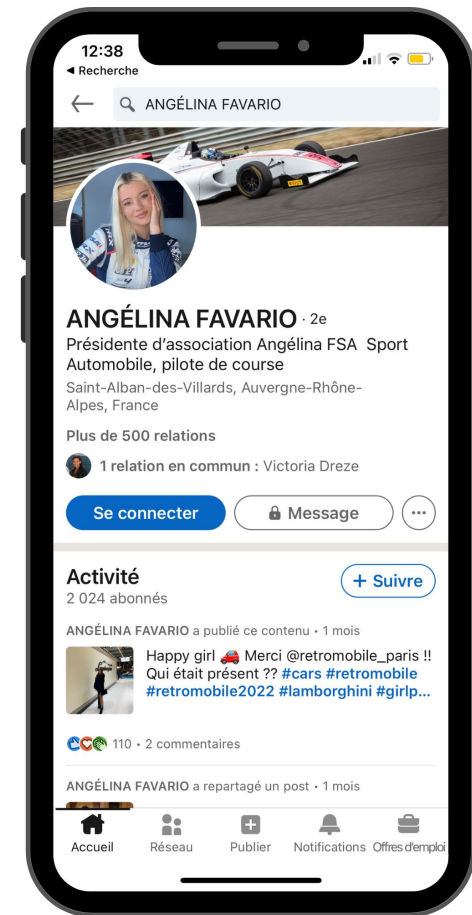 12:38
◀ Recherche
ANGÉLINA FAVARIO
ANGÉLINA FAVARIO · 2e
Présidente d'association Angélina FSA Sport
Automobile, pilote de course
Saint-Alban-des-Villards, Auvergne-Rhône-
Alpes, France
Plus de 500 relations
1 relation en commun : Victoria Dreze
Se connecter
Message
Activité
+ Suivre
2 024 abonnés
ANGÉLINA FAVARIO a publié ce contenu • 1 mois
Happy girl 🚗 Merci @retromobile_paris !!
Qui était présent ?? #cars #retromobile
#retromobile2022 #lamborghini #girlp...
110 • 2 commentaires
ANGÉLINA FAVARIO a repartagé un post • 1 mois
Accueil
Réseau
Publier
Notifications
Offres d'emploi